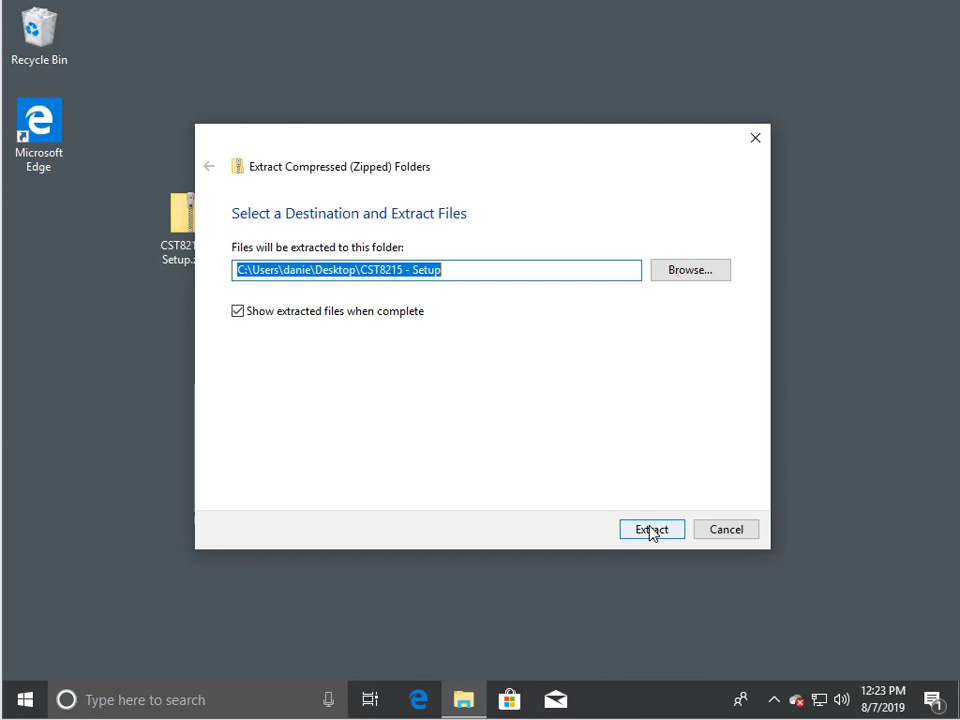 Recycle Bin
Microsoft
Edge
Extract Compressed (Zipped) Folders
Select a Destination and Extract Files
CST82
Setup.z
Files will be extracted to this folder:
C:\Users\danie\Desktop\CST8215 - Setup
Browse...
Show extracted files when complete
Extract
Cancel
Type here to search
12:23 PM
8/7/2019
1